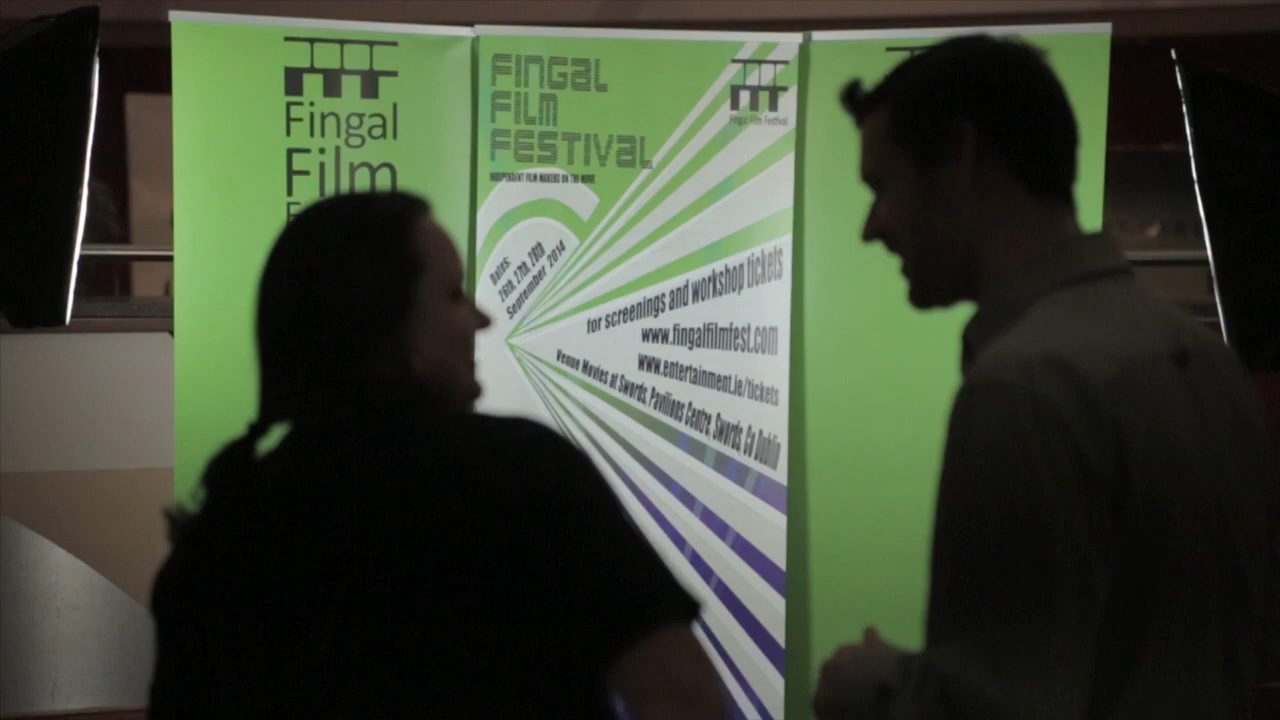 Fingal
Film
FINGAL
FILM
FESTIVAL
INDEPENDENT FILM MAKERS ON THE MOVE
Fingal Film Festival
Dates:
26th, 27th, 28th
September 2014
for screenings and workshop tickets
www.fingalfilmfest.com
www.entertainment.ie/tickets
Venue Movies at Swords, Pavilions Centre, Swords, Co Dublin